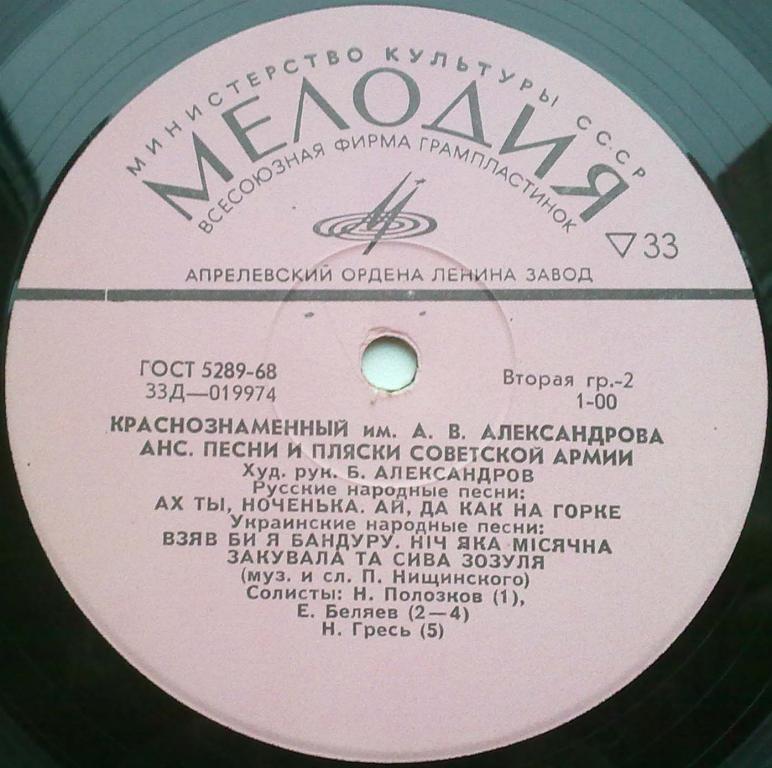 МИНИСТЕРСТВО КУЛЬТУРЫ СССР
МЕЛОДИЯ
ВСЕСОЮЗНАЯ ФИРМА ГРАМПЛАСТИНОК
33
АПРЕЛЕВСКИЙ ОРДЕНА ЛЕНИНА ЗАВОД
ГОСТ 5289-68
33Д—019974
Вторая гр.-2
1-00
КРАСНОЗНАМЕННЫЙ им. А. В. АЛЕКСАНДРОВА
АНС. ПЕСНИ И ПЛЯСКИ СОВЕТСКОЙ АРМИИ
Худ. рук. Б. АЛЕКСАНДРОВ
Русские народные песни:
АХ ТЫ, НОЧЕНЬКА. АЙ, ДА КАК НА ГОРКЕ
Украинские народные песни:
ВЗЯВ БИ Я БАНДУРУ. НІЧ ЯКА МІСЯЧНА
ЗАКУВАЛА ТА СИВА ЗОЗУЛЯ
(муз. и сл. П. Нищинского)
Солисты: Н. Полозков (1),
Е. Беляев (2—4)
Н. Гресь (5)